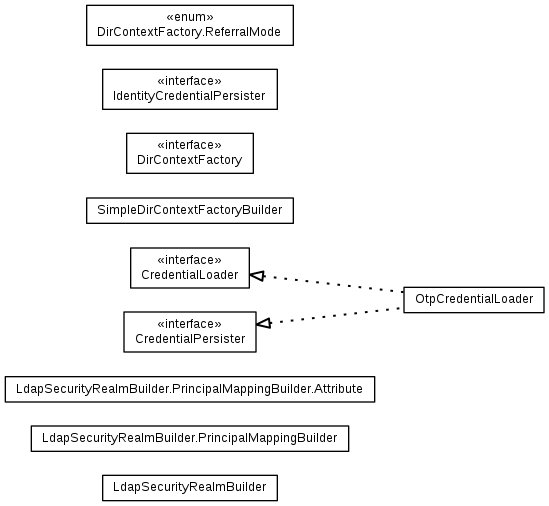 «enum»
DirContextFactory.ReferralMode
«interface»
IdentityCredentialPersister
«interface»
DirContextFactory
SimpleDirContextFactoryBuilder
«interface»
CredentialLoader
OtpCredentialLoader
«interface»
CredentialPersister
LdapSecurityRealmBuilder.PrincipalMappingBuilder.Attribute
LdapSecurityRealmBuilder.PrincipalMappingBuilder
LdapSecurityRealmBuilder